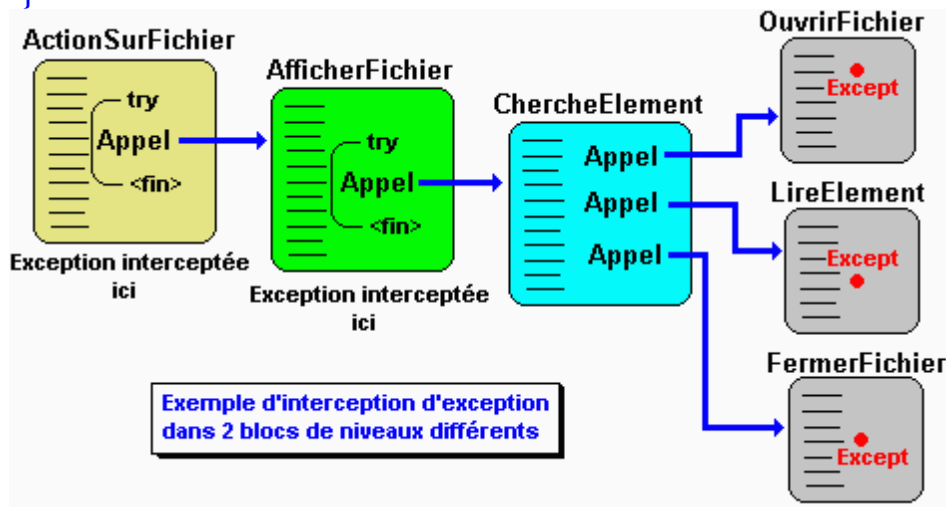 }
ActionSurFichier
try
Appel
<fin>
Exception interceptée
ici
AfficherFichier
try
Appel
<fin>
Exception interceptée
ici
ChercheElement
Appel
Appel
Appel
OuvrirFichier
Except
LireElement
Except
FermerFichier
Except
Exemple d'interception d'exception
dans 2 blocs de niveaux différents